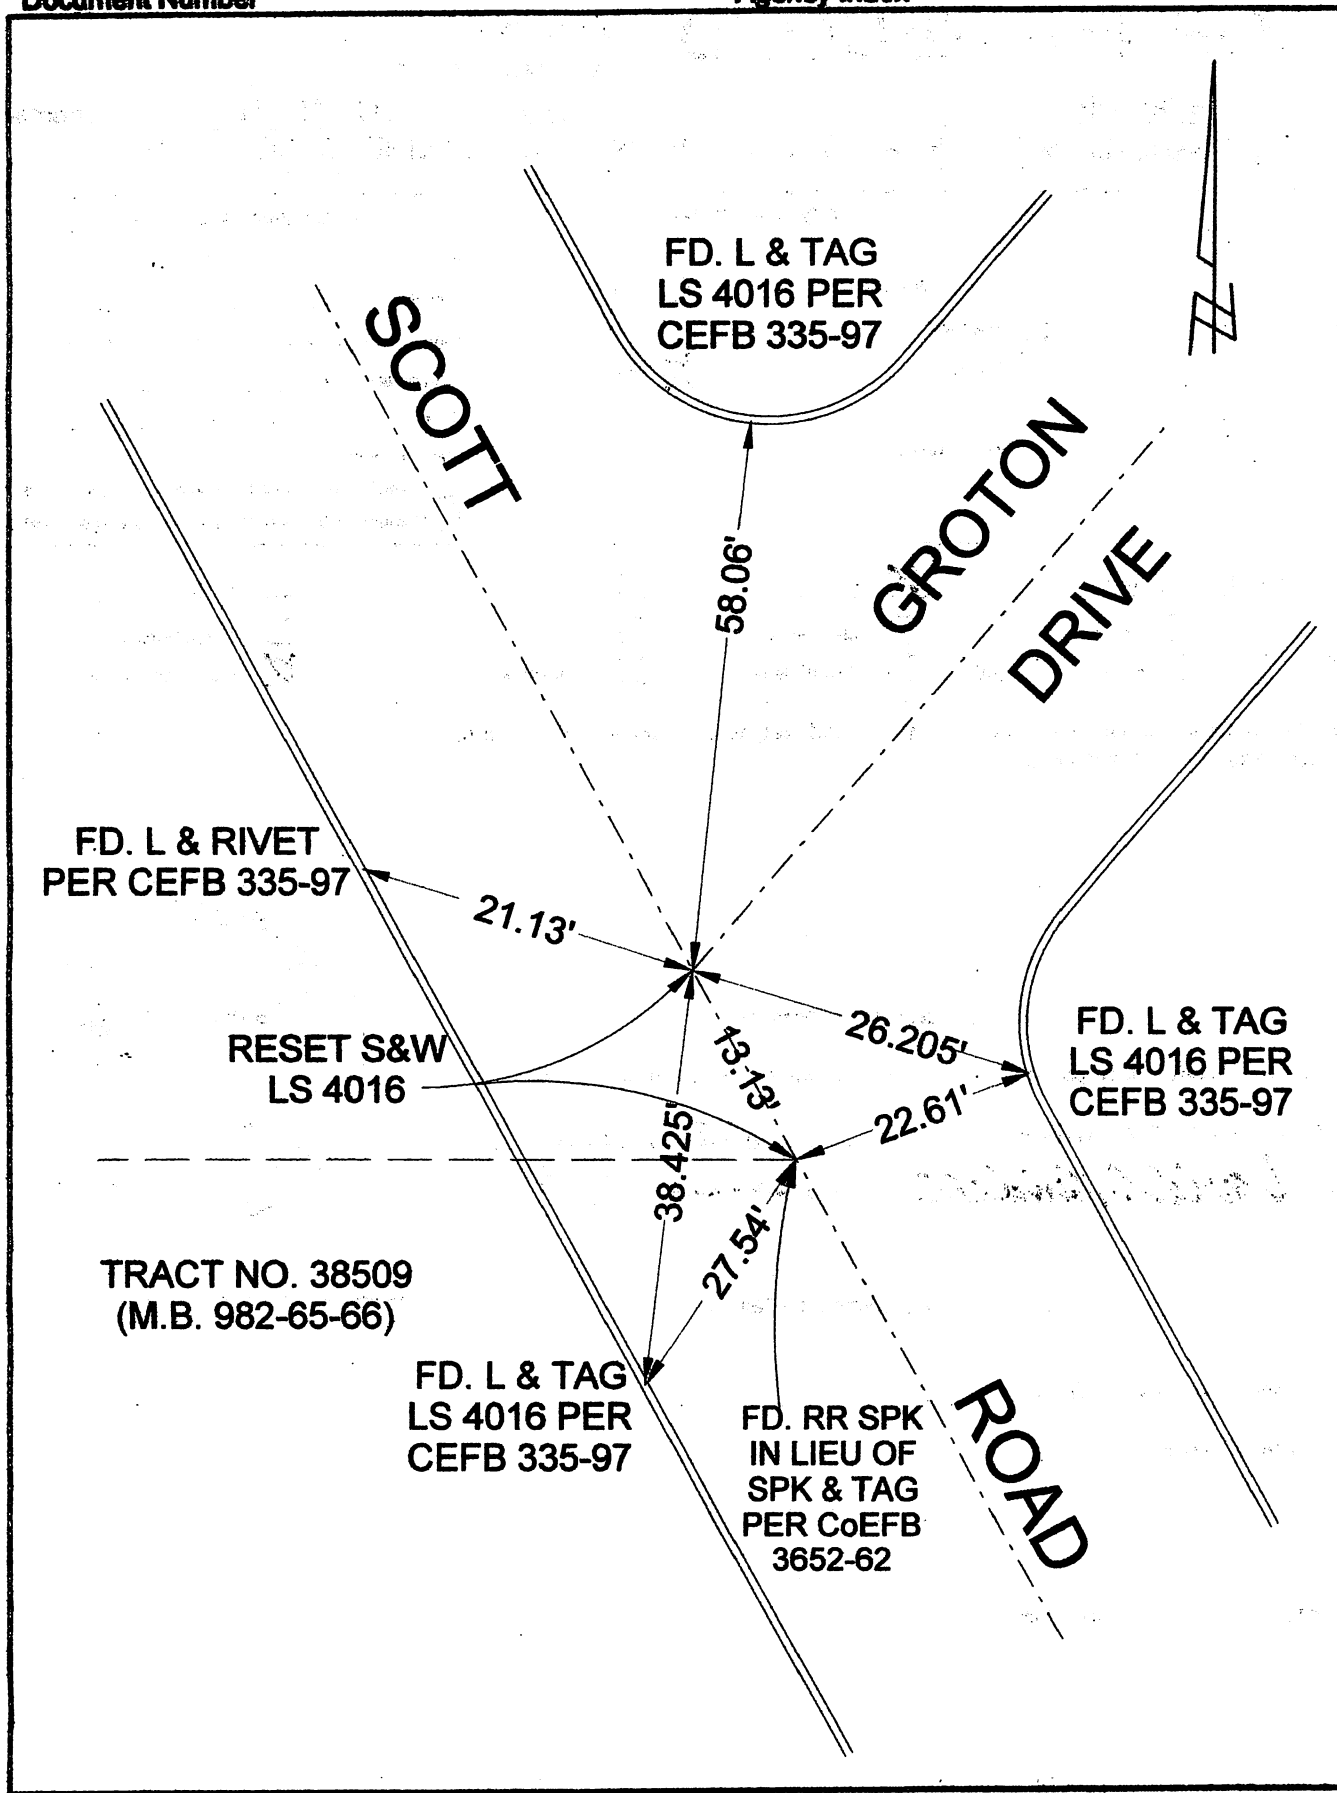 Document Number
Agency Index
FD. L & TAG
LS 4016 PER
CEFB 335-97
N
SCOTT
GROTON
DRIVE
58.06'
FD. L & RIVET
PER CEFB 335-97
21.13'
26.205'
13.13'
FD. L & TAG
LS 4016 PER
CEFB 335-97
RESET S&W
LS 4016
22.61'
38.425'
27.54'
TRACT NO. 38509
(M.B. 982-65-66)
FD. L & TAG
LS 4016 PER
CEFB 335-97
FD. RR SPK
IN LIEU OF
SPK & TAG
PER CoEFB
3652-62
ROAD